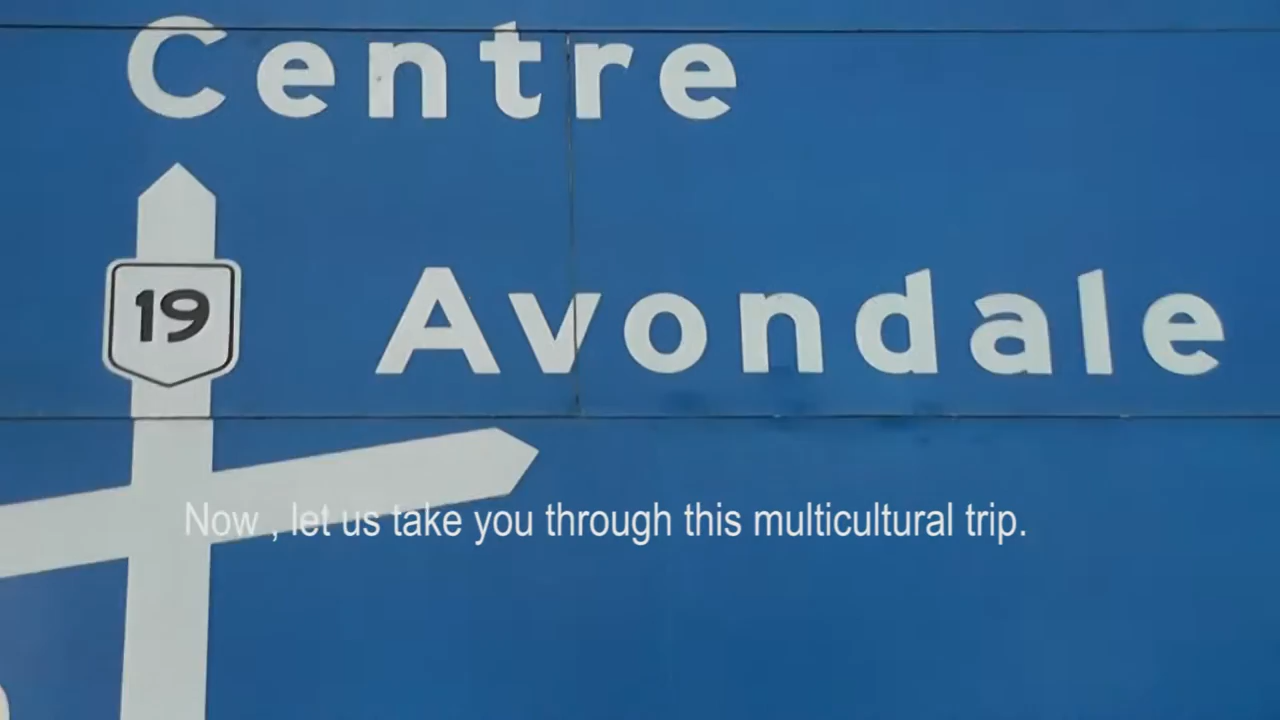 Centre
19
Avondale
Now , let us take you through this multicultural trip.